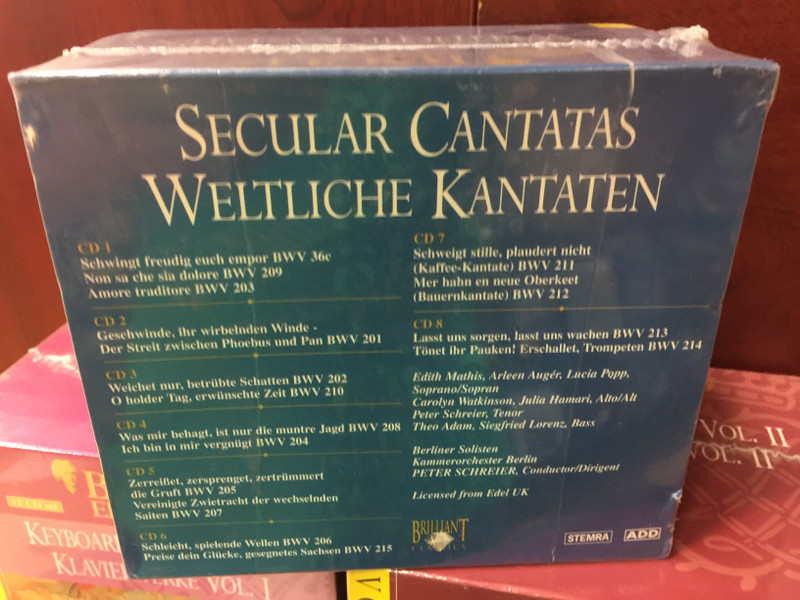 SECULAR CANTATAS
WELTLICHE KANTATEN
CD 1
Schwingt freudig euch empor BWV 36c
Non sa che sia dolore BWV 209
Amore traditore BWV 203
CD 2
Geschwinde, ihr wirbelnden Winde -
Der Streit zwischen Phoebus und Pan BWV 201
CD 3
Weichet nur, betrübte Schatten BWV 202
O holder Tag, erwünschte Zeit BWV 210
CD 4
Was mir behagt, ist nur die muntre Jagd BWV 208
Ich bin in mir vergnügt BWV 204
CD 5
Zerreißet, zersprenget, zertrümmert
die Gruft BWV 205
Vereinigte Zwietracht der wechselnden
Saiten BWV 207
CD 6
Schleicht, spielende Wellen BWV 206
Preise dein Glücke, gesegnetes Sachsen BWV 215
CD 7
Schweigt stille, plaudert nicht
(Kaffee-Kantate) BWV 211
Mer hahn en neue Oberkeet
(Bauernkantate) BWV 212
CD 8
Lasst uns sorgen, lasst uns wachen BWV 213
Tönet ihr Pauken! Erschallet, Trompeten BWV 214
Edith Mathis, Arleen Augér, Lucia Popp,
Soprano/Sopran
Carolyn Watkinson, Julia Hamari, Alto/Alt
Peter Schreier, Tenor
Theo Adam, Siegfried Lorenz, Bass
Berliner Solisten
Kammerorchester Berlin
PETER SCHREIER, Conductor/Dirigent
Licensed from Edel UK
BRILLIANT
CLASSICS
STEMRA
ADD
VOL. II
VOL. II
KEYBOAR
KLAVIER
RKE VOL. I